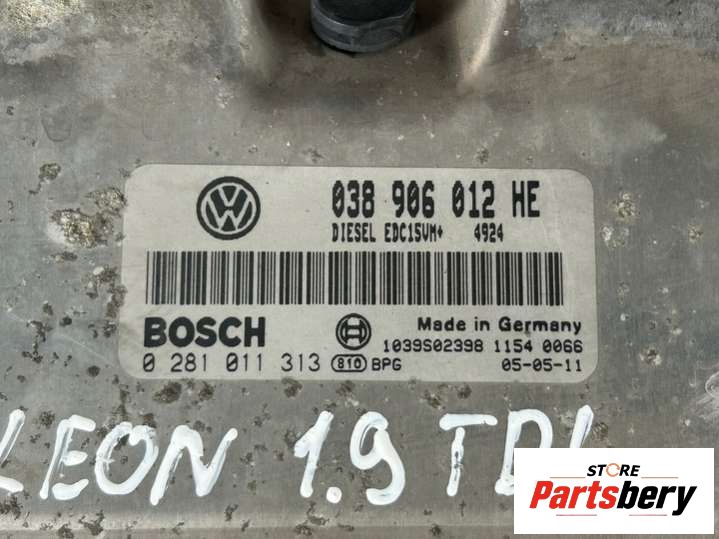 038 906 012 HE
DIESEL EDC15VM+ 4924
BOSCH
Made in Germany
1039S02398 1154 0066
0 281 011 313 810 BPG 05-05-11
LEON 1.9 TDI
STORE
Partsbery